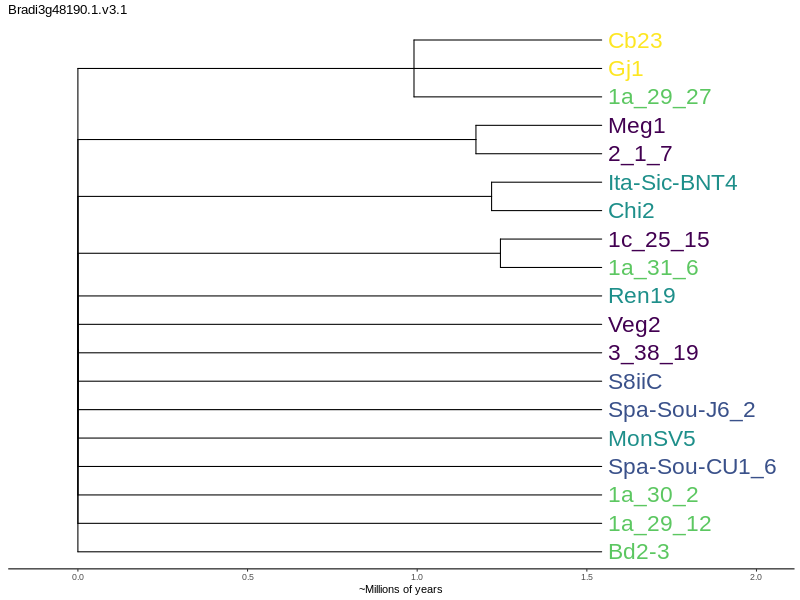 Bradi3g48190.1.v3.1
Cb23
Gj1
1a_29_27
Meg1
2_1_7
Ita-Sic-BNT4
Chi2
1c_25_15
1a_31_6
Ren19
Veg2
3_38_19
S8iiC
Spa-Sou-J6_2
MonSV5
Spa-Sou-CU1_6
1a_30_2
1a_29_12
Bd2-3
0.0 0.5 1.0 1.5 2.0
~Millions of years